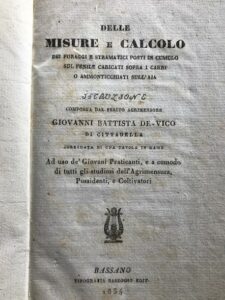 DELLE
MISURE E CALCOLO
DEI FORAGGI E STRAMATICI POSTI IN CUMULO
SUL FENILE CARICATI SOPRA I CARRI
O AMMONTICCHIATI SULL'AIA
ISTRUZIONE
COMPOSTA DAL PERITO AGRIMENSORE
GIOVANNI BATTISTA DE-VICO
DI CITTADELLA
CORREDATA DI UNA TAVOLA IN RAME
Ad uso de' Giovani Praticanti, e a comodo
di tutti gli studiosi dell'Agrimensura,
Possidenti, e Coltivatori
BASSANO
TIPOGRAFIA BASEGGIO EDIT.
1834